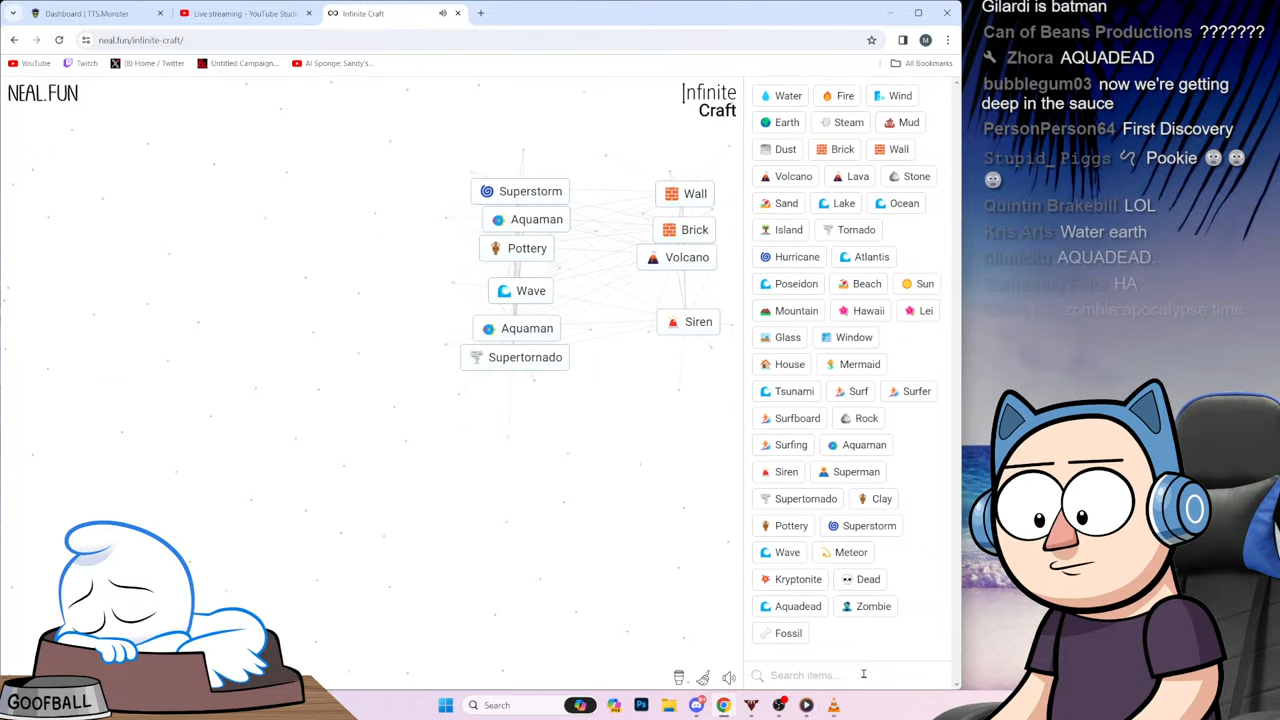 Dashboard | TTS.Monster
Live streaming - YouTube Studi
Infinite Craft
neal.fun/infinite-craft/
M
YouTube
Twitch
(8) Home / Twitter
Untitled Campaign...
AI Sponge: Sandy's...
All Bookmarks
NEAL.FUN
Infinite
Craft
Superstorm
Aquaman
Pottery
Wave
Aquaman
Supertornado
Wall
Brick
Volcano
Siren
Water Fire Wind
Earth Steam Mud
Dust Brick Wall
Volcano Lava Stone
Sand Lake Ocean
Island Tornado
Hurricane Atlantis
Poseidon Beach Sun
Mountain Hawaii Lei
Glass Window
House Mermaid
Tsunami Surf Surfer
Surfboard Rock
Surfing Aquaman
Siren Superman
Supertornado Clay
Pottery Superstorm
Wave Meteor
Kryptonite Dead
Aquadead Zombie
Fossil
Search items...
Search
Gilardi is batman
Can of Beans Productions ???????
Zhora AQUADEAD
bubblegum03 now we're getting
deep in the sauce
PersonPerson64 First Discovery
Stupid_Piggs Pookie
Quintin Brakebill LOL
Kris Arts Water earth
AQUADEAD.
HA
zombie apocalypse time
GOOFBALL